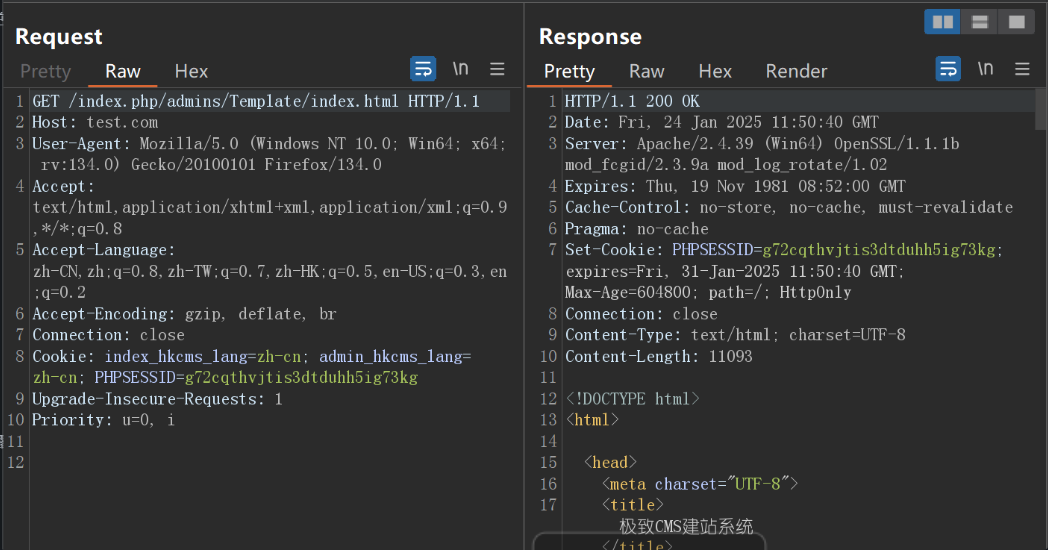 Request
Pretty Raw Hex
\n
1 GET /index.php/admins/Template/index.html HTTP/1.1
2 Host: test.com
3 User-Agent: Mozilla/5.0 (Windows NT 10.0; Win64; x64;
rv:134.0) Gecko/20100101 Firefox/134.0
4 Accept:
text/html,application/xhtml+xml,application/xml;q=0.9
,*/*;q=0.8
5 Accept-Language:
zh-CN,zh;q=0.8,zh-TW;q=0.7,zh-HK;q=0.5,en-US;q=0.3,en
;q=0.2
6 Accept-Encoding: gzip, deflate, br
7 Connection: close
8 Cookie: index_hkcms_lang=zh-cn; admin_hkcms_lang=
zh-cn; PHPSESSID=g72cqthvjtis3dtduhh5ig73kg
9 Upgrade-Insecure-Requests: 1
10 Priority: u=0, i
11
12
Response
Pretty Raw Hex Render
\n
1 HTTP/1.1 200 OK
2 Date: Fri, 24 Jan 2025 11:50:40 GMT
3 Server: Apache/2.4.39 (Win64) OpenSSL/1.1.1b
mod_fcgid/2.3.9a mod_log_rotate/1.02
4 Expires: Thu, 19 Nov 1981 08:52:00 GMT
5 Cache-Control: no-store, no-cache, must-revalidate
6 Pragma: no-cache
7 Set-Cookie: PHPSESSID=g72cqthvjtis3dtduhh5ig73kg;
expires=Fri, 31-Jan-2025 11:50:40 GMT;
Max-Age=604800; path=/; HttpOnly
8 Connection: close
9 Content-Type: text/html; charset=UTF-8
10 Content-Length: 11093
11
12 <!DOCTYPE html>
13 <html>
14
15 <head>
16 <meta charset="UTF-8">
17 <title>
极致CMS建站系统
</title>